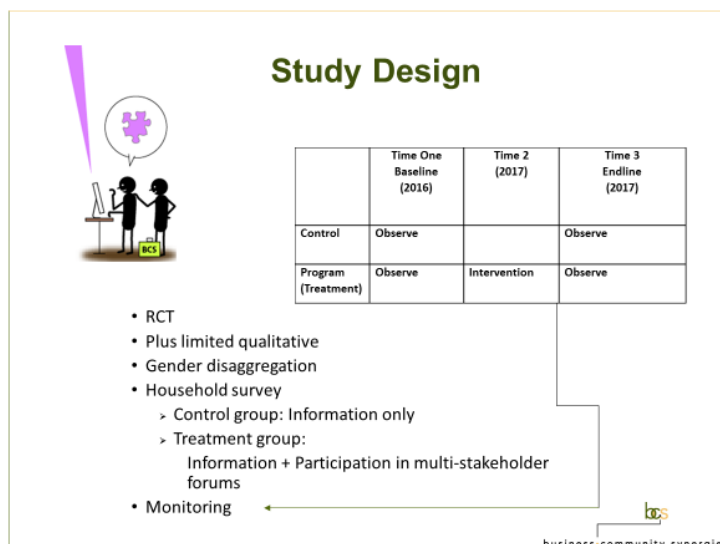 Study Design
Time One
Baseline
(2016)
Time 2
(2017)
Time 3
Endline
(2017)
Control
Observe
Observe
Program
(Treatment)
Observe
Intervention
Observe
BCS
• RCT
• Plus limited qualitative
• Gender disaggregation
• Household survey
➢ Control group: Information only
➢ Treatment group:
Information + Participation in multi-stakeholder
forums
• Monitoring
bcs